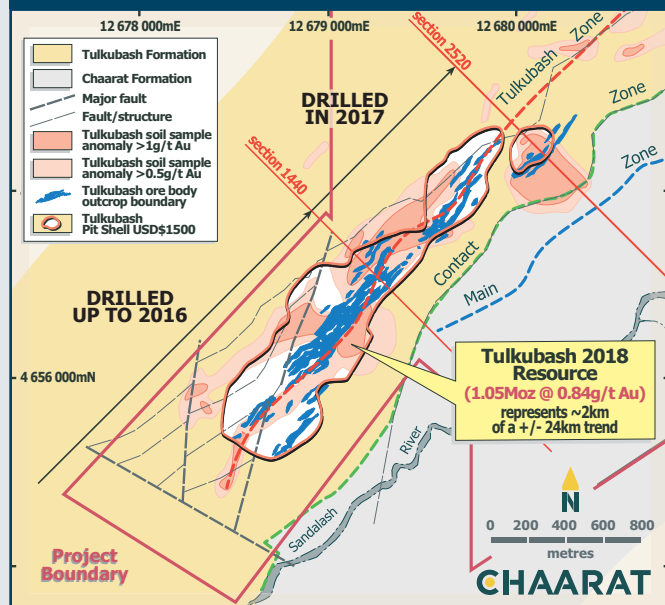 12 678 000mE
12 679 000mE
12 680 000mE
Tulkubash Formation
Chaarat Formation
Major fault
Fault/structure
Tulkubash soil sample
anomaly >1g/t Au
Tulkubash soil sample
anomaly >0.5g/t Au
Tulkubash ore body
outcrop boundary
Tulkubash
Pit Shell USD$1500
section 2520
section 1440
DRILLED
IN 2017
DRILLED
UP TO 2016
Tulkubash Zone
Contact Zone
Main Zone
4 656 000mN
Tulkubash 2018
Resource
(1.05Moz @ 0.84g/t Au)
represents ~2km
of a +/- 24km trend
Sandalash River
Project
Boundary
N
0 200 400 600 800
metres
CHAARAT